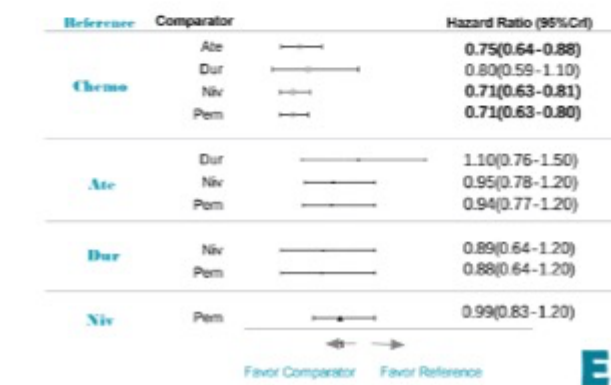 Reference Comparator Hazard Ratio (95%CrI)
Chemo
Ate 0.75(0.64-0.88)
Dur 0.80(0.59-1.10)
Niv 0.71(0.63-0.81)
Pem 0.71(0.63-0.80)
Ate
Dur 1.10(0.76-1.50)
Niv 0.95(0.78-1.20)
Pem 0.94(0.77-1.20)
Dur
Niv 0.89(0.64-1.20)
Pem 0.88(0.64-1.20)
Niv
Pem 0.99(0.83-1.20)
Favor Comparator Favor Reference
E